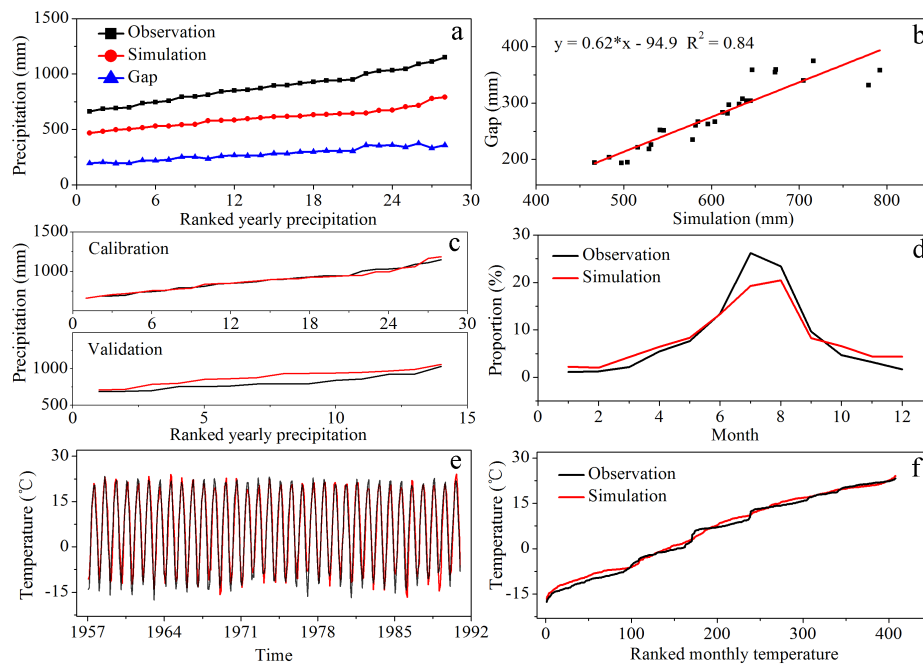 a
Observation
Simulation
Gap
1500
1000
500
0
Precipitation (mm)
0 6 12 18 24 30
Ranked yearly precipitation
b
y = 0.62*x - 94.9 R² = 0.84
400
300
200
Gap (mm)
400 500 600 700 800
Simulation (mm)
c
Calibration
1500
1000
0 6 12 18 24 30
Validation
1000
500
Precipitation (mm)
0 5 10 15
Ranked yearly precipitation
d
Observation
Simulation
30
20
10
0
Proportion (%)
0 2 4 6 8 10 12
Month
e
30
15
0
-15
Temperature (℃)
1957 1964 1971 1978 1985 1992
Time
f
Observation
Simulation
30
15
0
-15
Temperature (℃)
0 100 200 300 400
Ranked monthly temperature